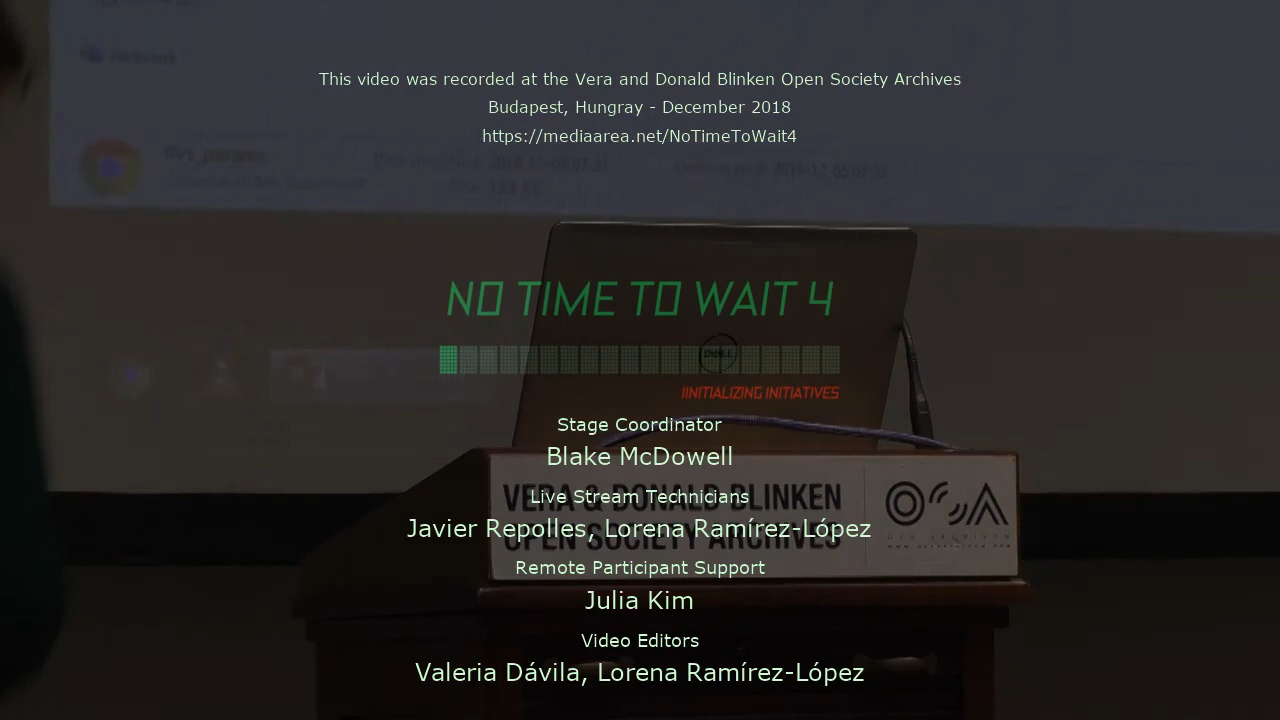 Network
This video was recorded at the Vera and Donald Blinken Open Society Archives
Budapest, Hungray - December 2018
https://mediaarea.net/NoTimeToWait4
NO TIME TO WAIT 4
DELL
IINITIALIZING INITIATIVES
Stage Coordinator
Blake McDowell
VERA & DONALD BLINKEN
Live Stream Technicians
Javier Repolles, Lorena Ramírez-López
OPEN SOCIETY ARCHIVES
Remote Participant Support
Julia Kim
Video Editors
Valeria Dávila, Lorena Ramírez-López